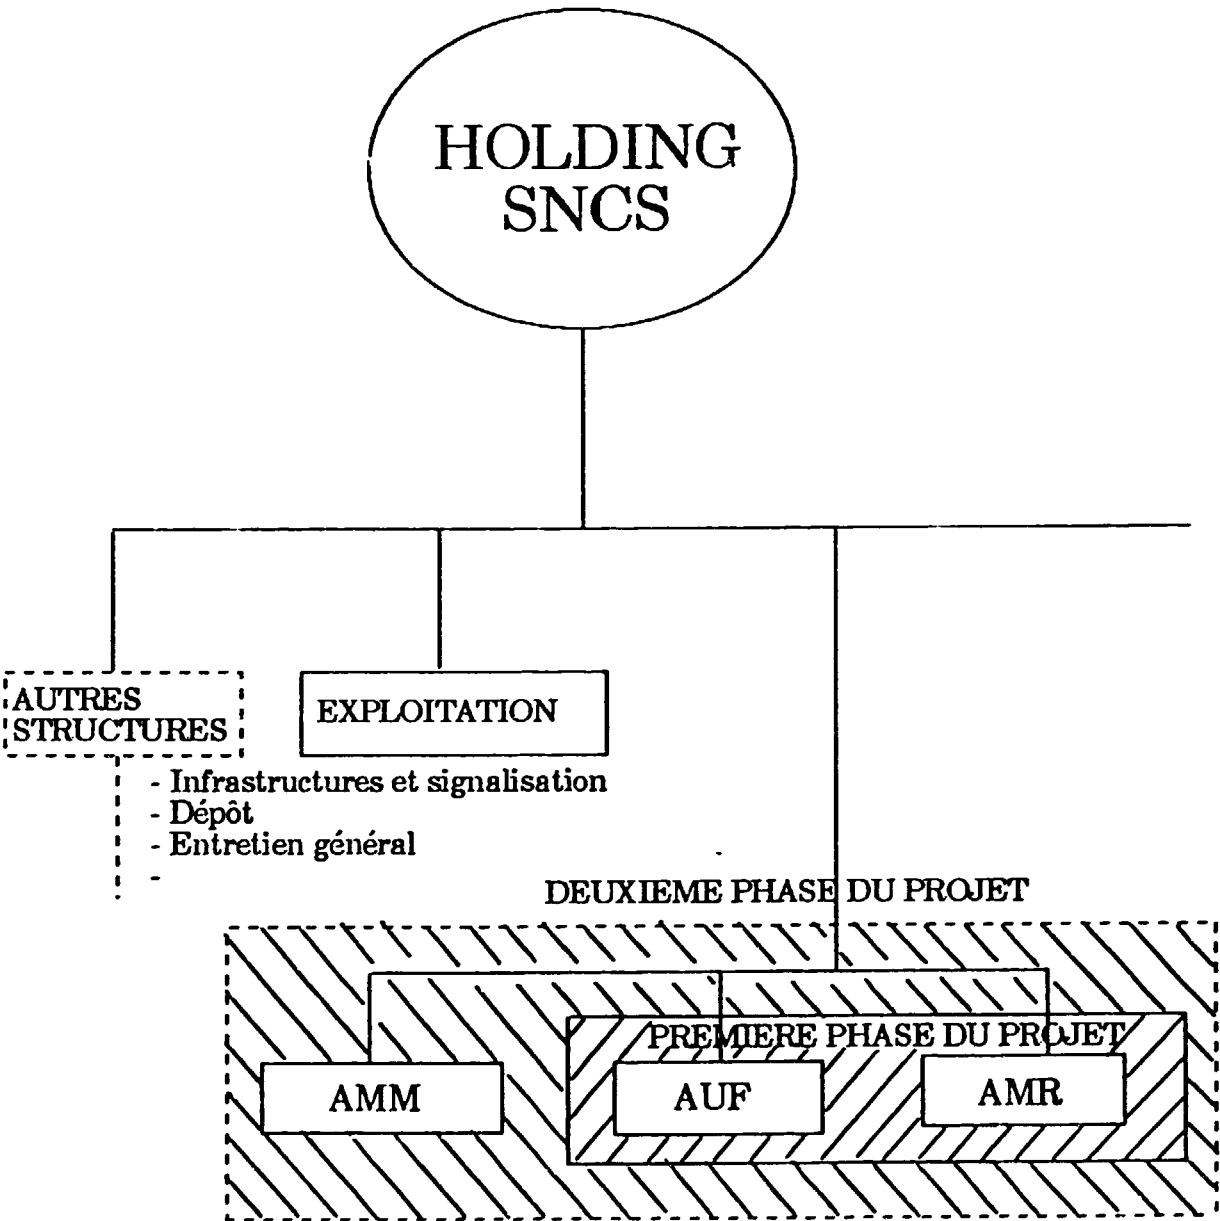 HOLDING
SNCS
AUTRES
STRUCTURES
EXPLOITATION
- Infrastructures et signalisation
- Dépôt
- Entretien général
-
DEUXIEME PHASE DU PROJET
PREMIERE PHASE DU PROJET
AMM
AUF
AMR